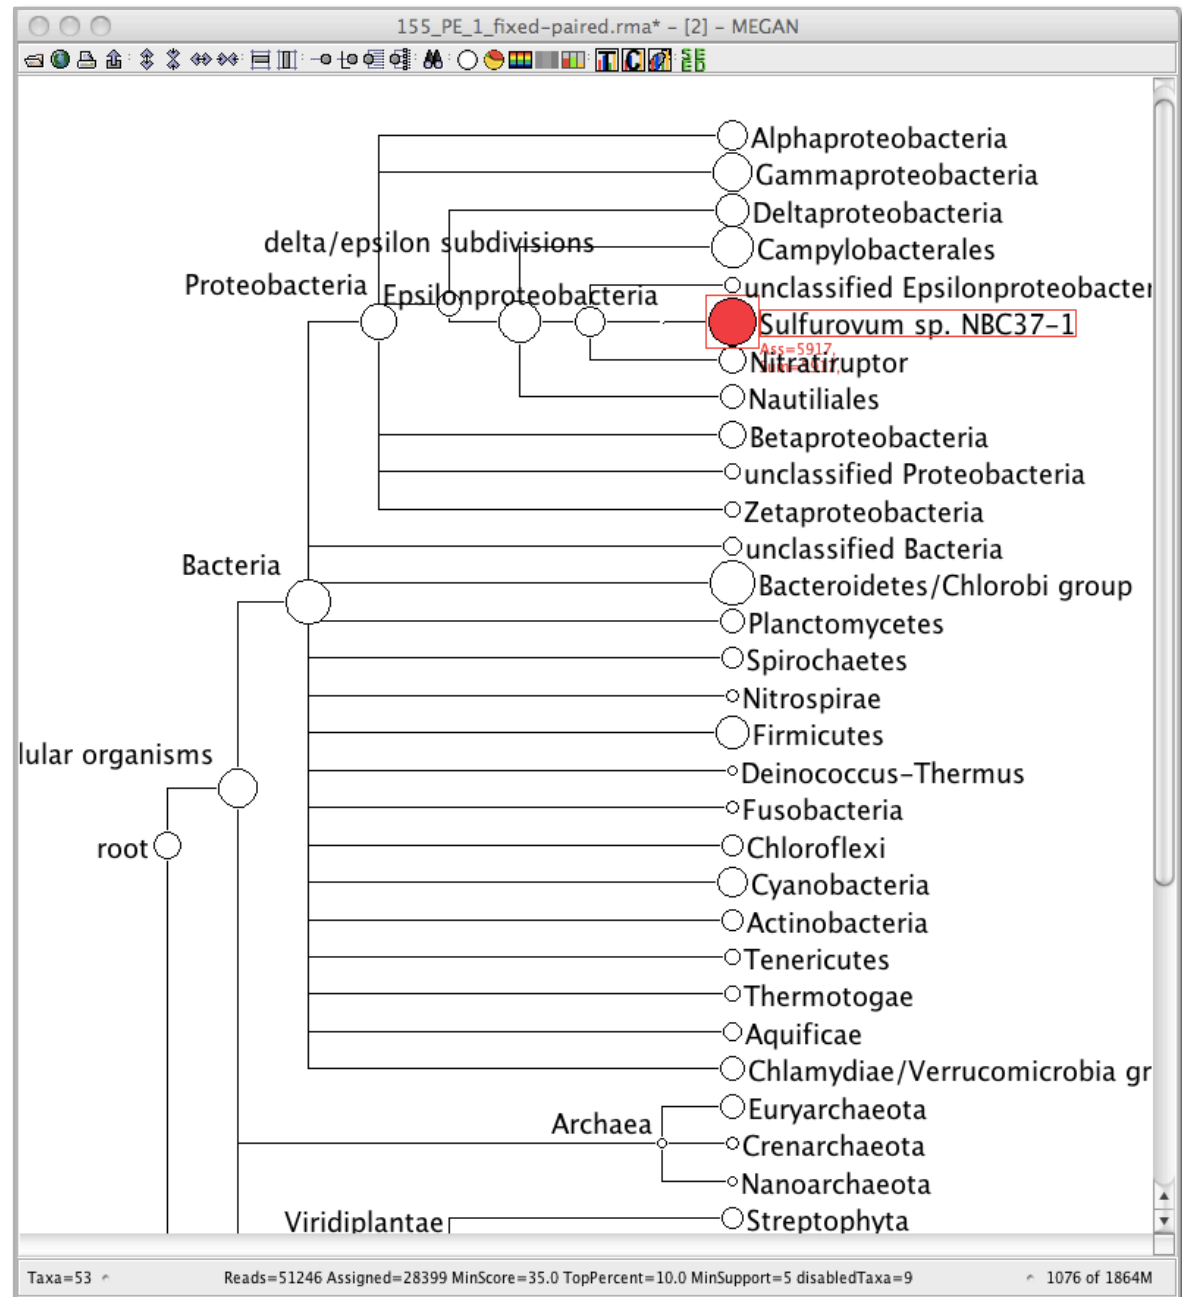 155_PE_1_fixed-paired.rma* - [2] - MEGAN
Alphaproteobacteria
Gammaproteobacteria
Deltaproteobacteria
delta/epsilon subdivisions
Campylobacterales
Proteobacteria
Epsilonproteobacteria
unclassified Epsilonproteobacter
Sulfurovum sp. NBC37-1
Ass=5917,
Nitratiruptor
Nautiliales
Betaproteobacteria
unclassified Proteobacteria
Zetaproteobacteria
unclassified Bacteria
Bacteria
Bacteroidetes/Chlorobi group
Planctomycetes
Spirochaetes
Nitrospirae
Firmicutes
lular organisms
Deinococcus-Thermus
Fusobacteria
root
Chloroflexi
Cyanobacteria
Actinobacteria
Tenericutes
Thermotogae
Aquificae
Chlamydiae/Verrucomicrobia gr
Euryarchaeota
Archaea
Crenarchaeota
Nanoarchaeota
Viridiplantae
Streptophyta
Taxa=53 Reads=51246 Assigned=28399 MinScore=35.0 TopPercent=10.0 MinSupport=5 disabledTaxa=9 1076 of 1864M